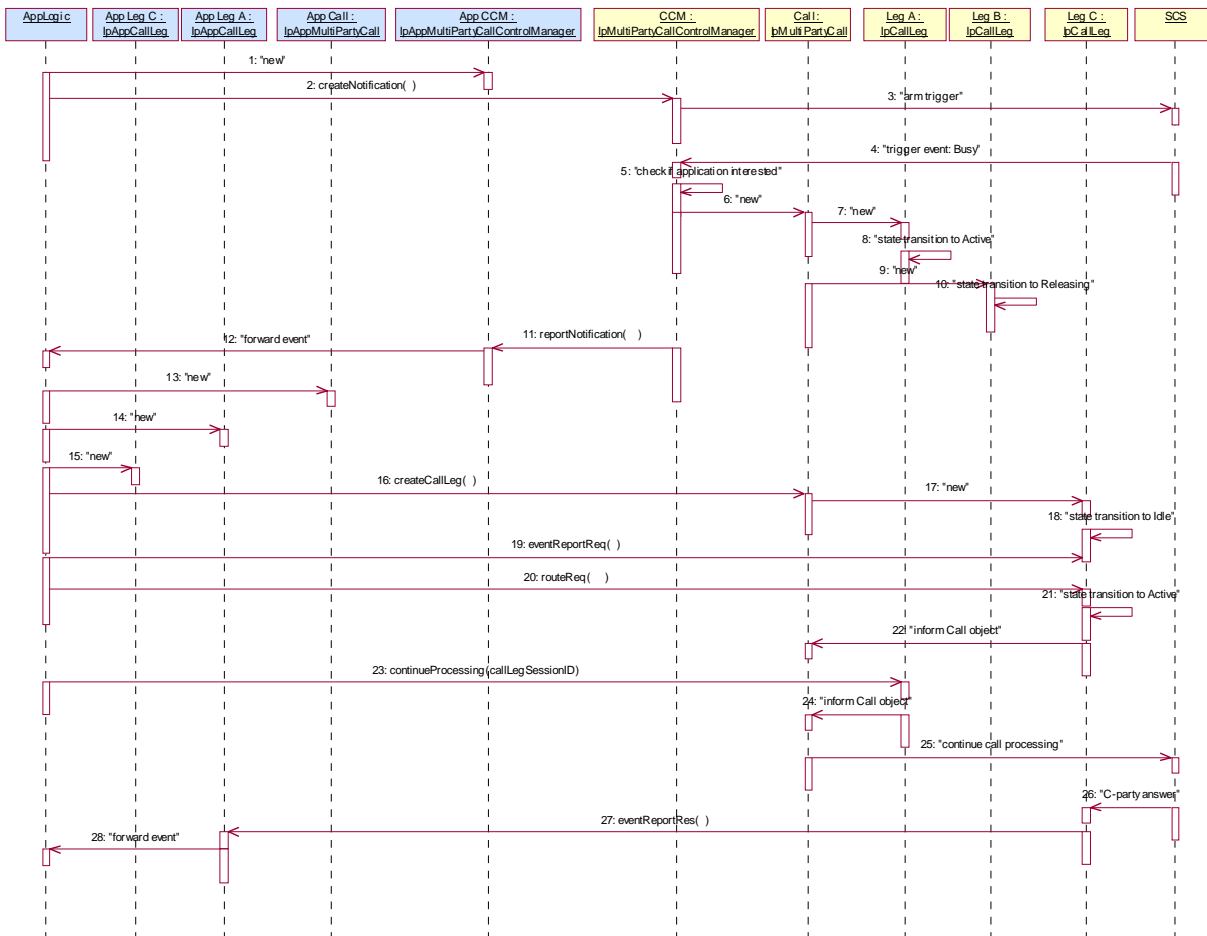 AppLogic
App Leg C :
IpAppCallLeg
App Leg A :
IpAppCallLeg
App Call :
IpAppMultiPartyCall
App CCM :
IpAppMultiPartyCallControlManager
CCM :
IpMultiPartyCallControlManager
Call :
IpMultiPartyCall
Leg A :
IpCallLeg
Leg B :
IpCallLeg
Leg C :
IpCallLeg
SCS
1: "new"
2: createNotification( )
3: "arm trigger"
4: "trigger event: Busy"
5: "check if application interested"
6: "new"
7: "new"
8: "state transition to Active"
9: "new"
10: "state transition to Releasing"
11: reportNotification( )
12: "forward event"
13: "new"
14: "new"
15: "new"
16: createCallLeg( )
17: "new"
18: "state transition to Idle"
19: eventReportReq( )
20: routeReq( )
21: "state transition to Active"
22: "inform Call object"
23: continueProcessing(callLegSessionID)
24: "inform Call object"
25: "continue call processing"
26: "C-party answer"
27: eventReportRes( )
28: "forward event"